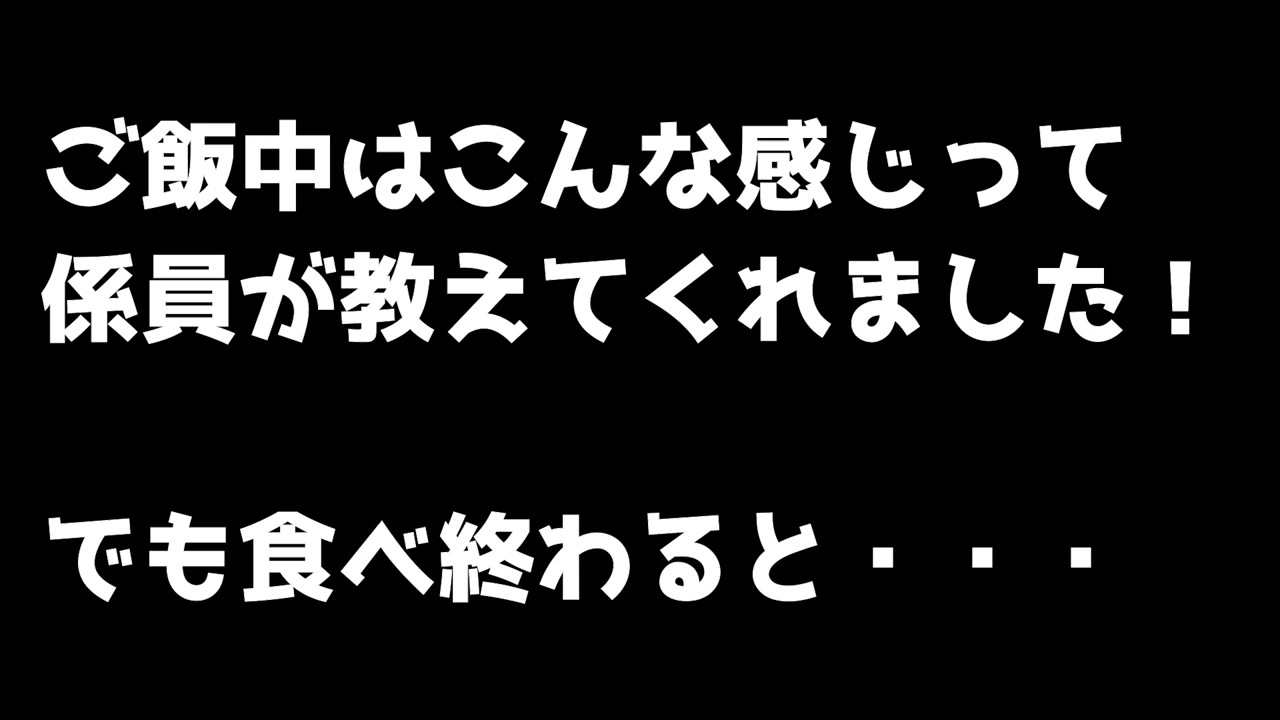 ご飯中はこんな感じって
係員が教えてくれました！
でも食べ終わると・・・